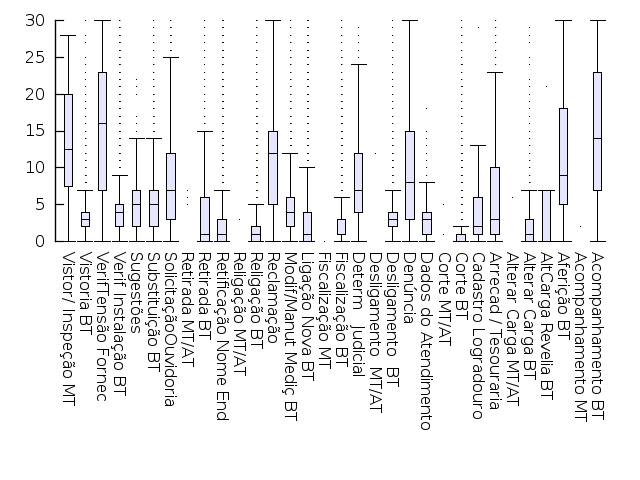 30
25
20
15
10
5
0
Vistor/ Inspeção MT
Vistoria BT
VerifTensão Fornec
Verif Instalação BT
Sugestões
Substituição BT
SolicitaçãoOuvidoria
Retirada MT/AT
Retirada BT
Retificação Nome End
Religação MT/AT
Religação BT
Reclamação
Modif/Manut Mediç BT
Ligação Nova BT
Fiscalização MT
Fiscalização BT
Determ Judicial
Desligamento MT/AT
Desligamento BT
Denúncia
Dados do Atendimento
Corte MT/AT
Corte BT
Cadastro Logradouro
Arrecad / Tesouraria
Alterar Carga MT/AT
Alterar Carga BT
AltCarga Revelia BT
Aferição BT
Acompanhamento MT
Acompanhamento BT